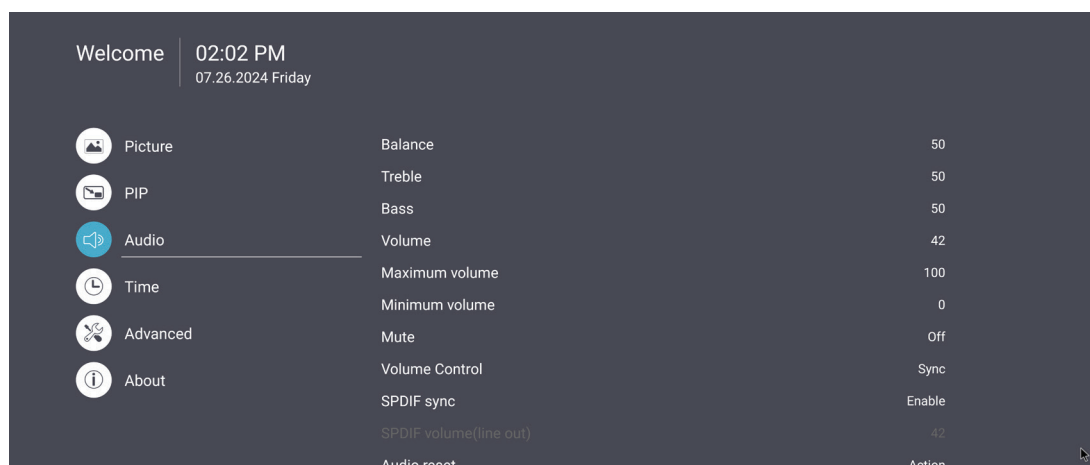 Welcome
02:02 PM
07.26.2024 Friday
Picture
PIP
Audio
Time
Advanced
About
Balance 50
Treble 50
Bass 50
Volume 42
Maximum volume 100
Minimum volume 0
Mute Off
Volume Control Sync
SPDIF sync Enable
SPDIF volume(line out) 42
Audio reset Action